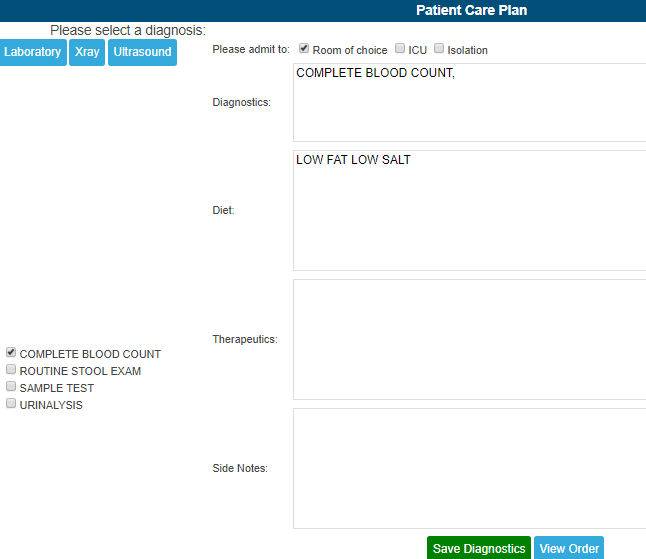 Patient Care Plan
Please select a diagnosis:
Laboratory Xray Ultrasound
Please admit to: Room of choice ICU Isolation
Diagnostics:
COMPLETE BLOOD COUNT,
Diet:
LOW FAT LOW SALT
Therapeutics:
COMPLETE BLOOD COUNT
ROUTINE STOOL EXAM
SAMPLE TEST
URINALYSIS
Side Notes:
Save Diagnostics View Order